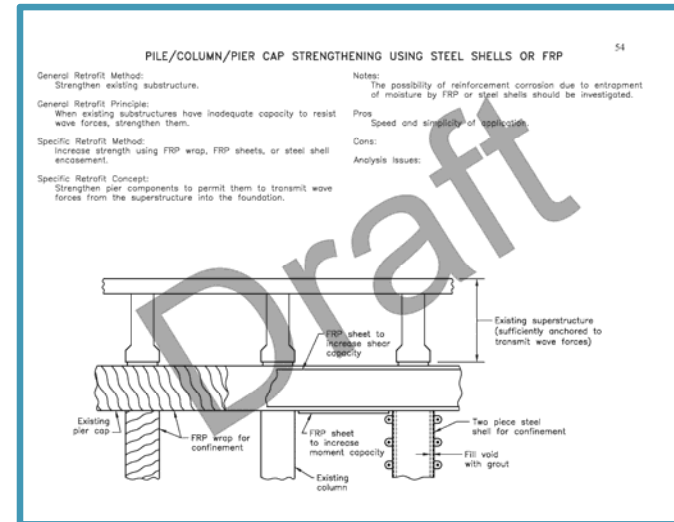 54
PILE/COLUMN/PIER CAP STRENGTHENING USING STEEL SHELLS OR FRP
General Retrofit Method:
Strengthen existing substructure.
General Retrofit Principle:
When existing substructures have inadequate capacity to resist
wave forces, strengthen them.
Specific Retrofit Method:
Increase strength using FRP wrap, FRP sheets, or steel shell
encasement.
Specific Retrofit Concept:
Strengthen pier components to permit them to transmit wave
forces from the superstructure into the foundation.
Notes:
The possibility of reinforcement corrosion due to entrapment
of moisture by FRP or steel shells should be investigated.
Pros
Speed and simplicity of application.
Cons:
Analysis Issues:
Draft
Existing superstructure
(sufficiently anchored to
transmit wave forces)
FRP sheet to
increase shear
capacity
Existing
pier cap
FRP wrap for
confinement
FRP sheet
to increase
moment capacity
Existing
column
Two piece steel
shell for confinement
Fill void
with grout